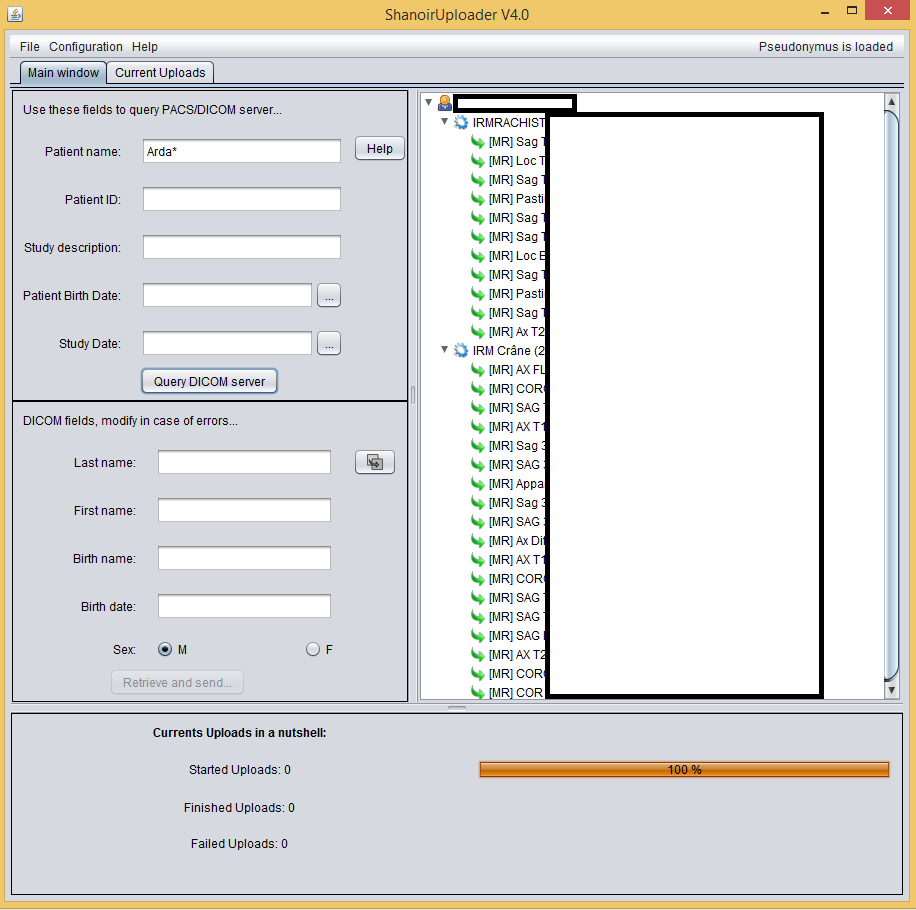 ShanoirUploader V4.0
File Configuration Help
Pseudonymus is loaded
Main window
Current Uploads
Use these fields to query PACS/DICOM server...
Patient name: Arda*
Help
Patient ID:
Study description:
Patient Birth Date: ...
Study Date: ...
Query DICOM server
DICOM fields, modify in case of errors...
Last name:
First name:
Birth name:
Birth date:
Sex: M F
Retrieve and send...
IRMRACHIST
[MR] Sag T
[MR] Loc T
[MR] Sag T
[MR] Pasti
[MR] Sag T
[MR] Sag T
[MR] Loc E
[MR] Sag T
[MR] Pasti
[MR] Sag T
[MR] Ax T2
IRM Crâne (2
[MR] AX FL
[MR] CORO
[MR] SAG T
[MR] AX T1
[MR] Sag 3
[MR] SAG 3
[MR] Appa
[MR] Sag 3
[MR] SAG 3
[MR] Ax Dif
[MR] AX T1
[MR] CORO
[MR] SAG T
[MR] SAG T
[MR] SAG
[MR] AX T2
[MR] CORO
[MR] COR
Currents Uploads in a nutshell:
Started Uploads: 0
100 %
Finished Uploads: 0
Failed Uploads: 0